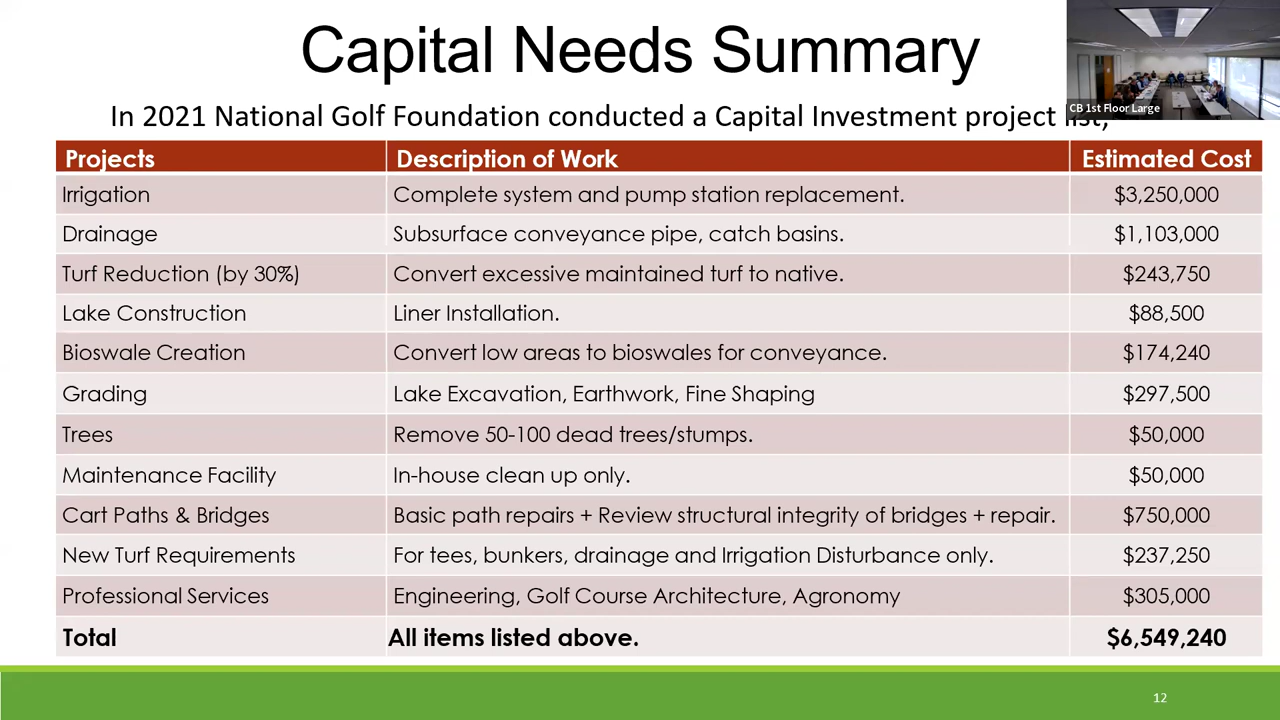 Capital Needs Summary
CB 1st Floor Large
In 2021 National Golf Foundation conducted a Capital Investment project list,
Projects Description of Work Estimated Cost
Irrigation Complete system and pump station replacement. $3,250,000
Drainage Subsurface conveyance pipe, catch basins. $1,103,000
Turf Reduction (by 30%) Convert excessive maintained turf to native. $243,750
Lake Construction Liner Installation. $88,500
Bioswale Creation Convert low areas to bioswales for conveyance. $174,240
Grading Lake Excavation, Earthwork, Fine Shaping $297,500
Trees Remove 50-100 dead trees/stumps. $50,000
Maintenance Facility In-house clean up only. $50,000
Cart Paths & Bridges Basic path repairs + Review structural integrity of bridges + repair. $750,000
New Turf Requirements For tees, bunkers, drainage and Irrigation Disturbance only. $237,250
Professional Services Engineering, Golf Course Architecture, Agronomy $305,000
Total All items listed above. $6,549,240
12